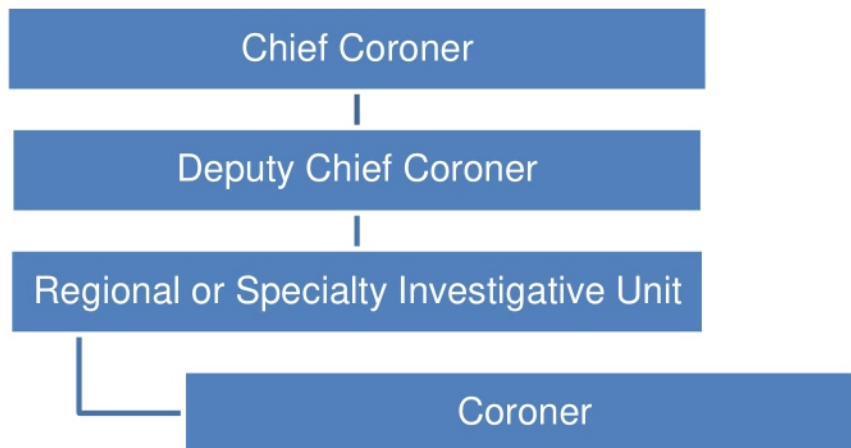 Chief Coroner
Deputy Chief Coroner
Regional or Specialty Investigative Unit
Coroner